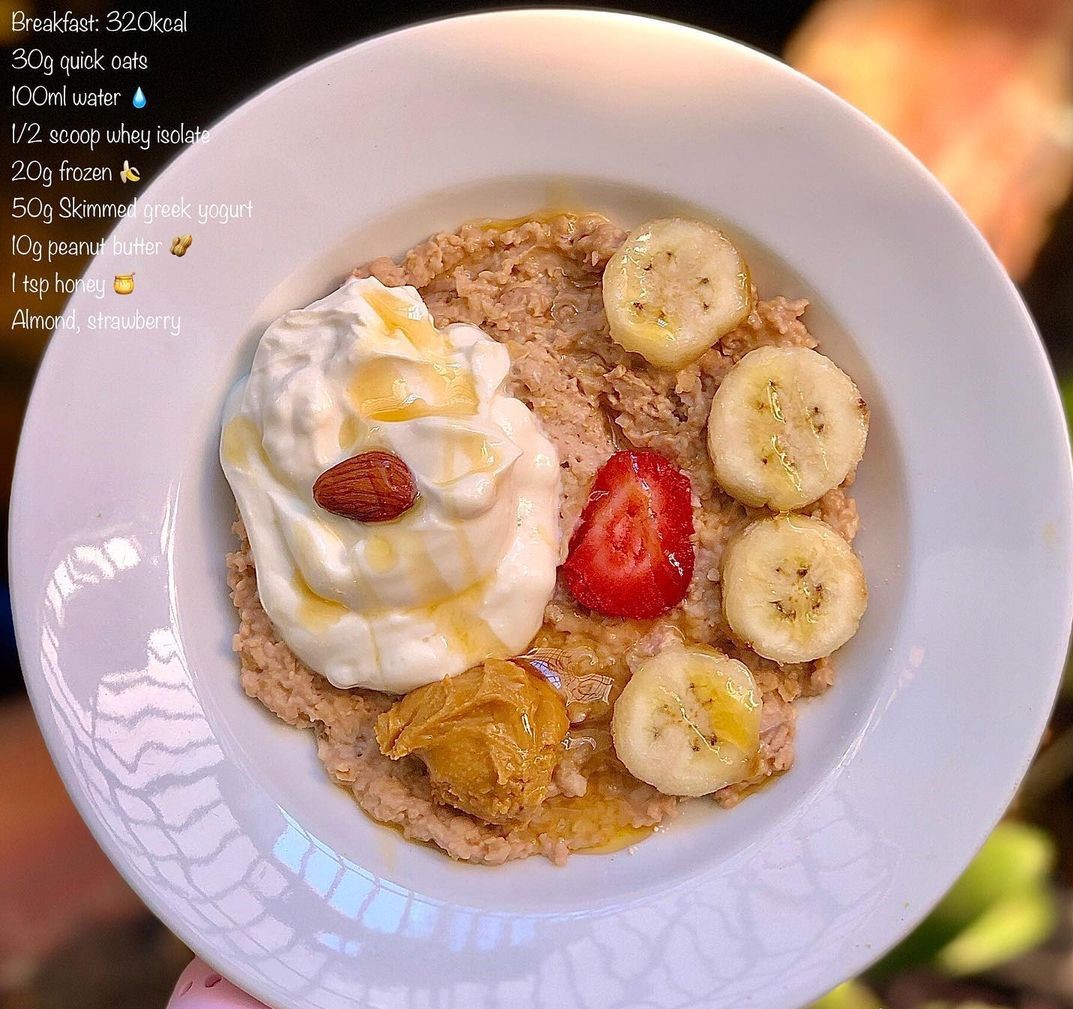 Breakfast: 320kcal
30g quick oats
100ml water 💧
1/2 scoop whey isolate
20g frozen 🍌
50g Skimmed greek yogurt
10g peanut butter 🥜
1 tsp honey 🍯
Almond, strawberry